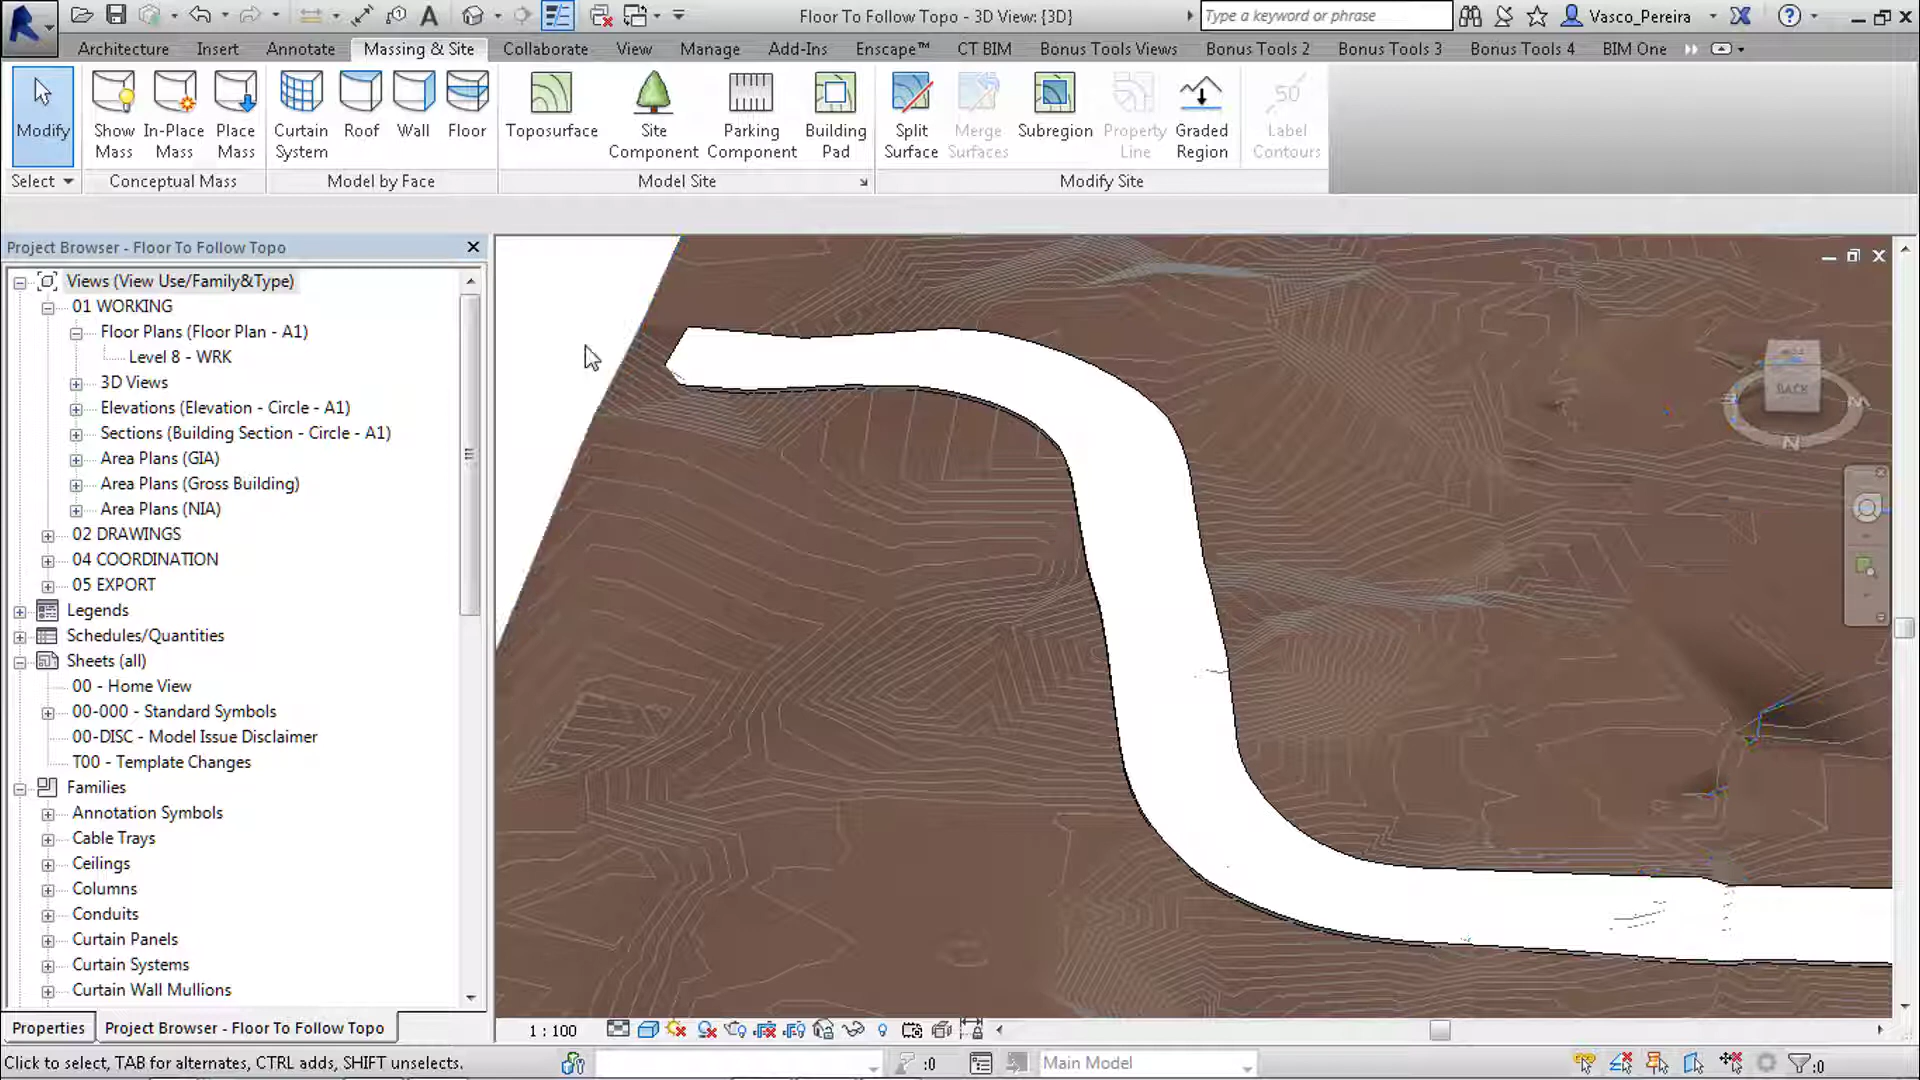 Floor To Follow Topo - 3D View: {3D}
Type a keyword or phrase
Vasco_Pereira
Architecture Insert Annotate Massing & Site Collaborate View Manage Add-Ins Enscape™ CT BIM Bonus Tools Views Bonus Tools 2 Bonus Tools 3 Bonus Tools 4 BIM One
Modify
Show Mass
In-Place Mass
Place Mass
Curtain System
Roof
Wall
Floor
Toposurface
Site Component
Parking Component
Building Pad
Split Surface
Merge Surfaces
Subregion
Property Line
Graded Region
50
Label Contours
Select
Conceptual Mass
Model by Face
Model Site
Modify Site
Project Browser - Floor To Follow Topo
Views (View Use/Family&Type)
01 WORKING
Floor Plans (Floor Plan - A1)
Level 8 - WRK
3D Views
Elevations (Elevation - Circle - A1)
Sections (Building Section - Circle - A1)
Area Plans (GIA)
Area Plans (Gross Building)
Area Plans (NIA)
02 DRAWINGS
04 COORDINATION
05 EXPORT
Legends
Schedules/Quantities
Sheets (all)
00 - Home View
00-000 - Standard Symbols
00-DISC - Model Issue Disclaimer
T00 - Template Changes
Families
Annotation Symbols
Cable Trays
Ceilings
Columns
Conduits
Curtain Panels
Curtain Systems
Curtain Wall Mullions
BACK
N
Properties
Project Browser - Floor To Follow Topo
1 : 100
Click to select, TAB for alternates, CTRL adds, SHIFT unselects.
:0
Main Model
:0